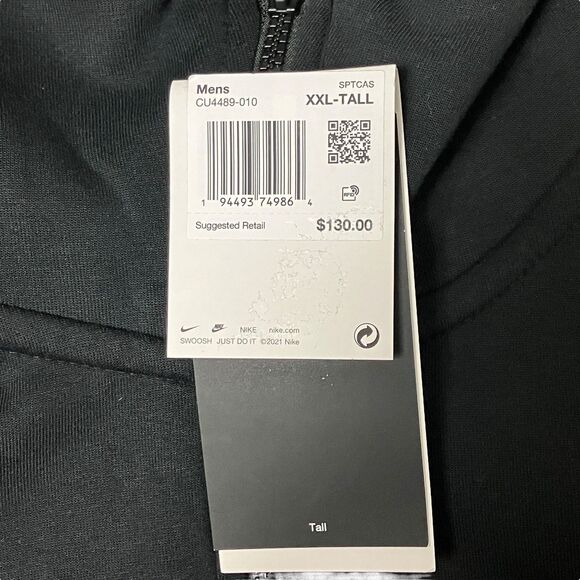 Mens SPTCAS
CU4489-010 XXL-TALL
RFID
1 94493 74986 4
Suggested Retail $130.00
NIKE nike.com
SWOOSH JUST DO IT ©2021 Nike
Tall